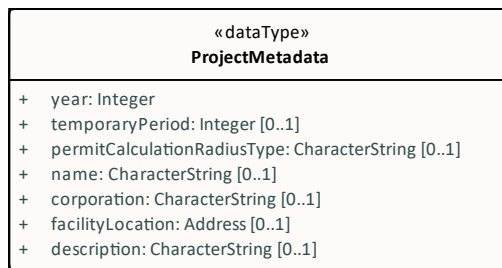 «dataType»
ProjectMetadata
+ year: Integer
+ temporaryPeriod: Integer [0..1]
+ permitCalculationRadiusType: CharacterString [0..1]
+ name: CharacterString [0..1]
+ corporation: CharacterString [0..1]
+ facilityLocation: Address [0..1]
+ description: CharacterString [0..1]